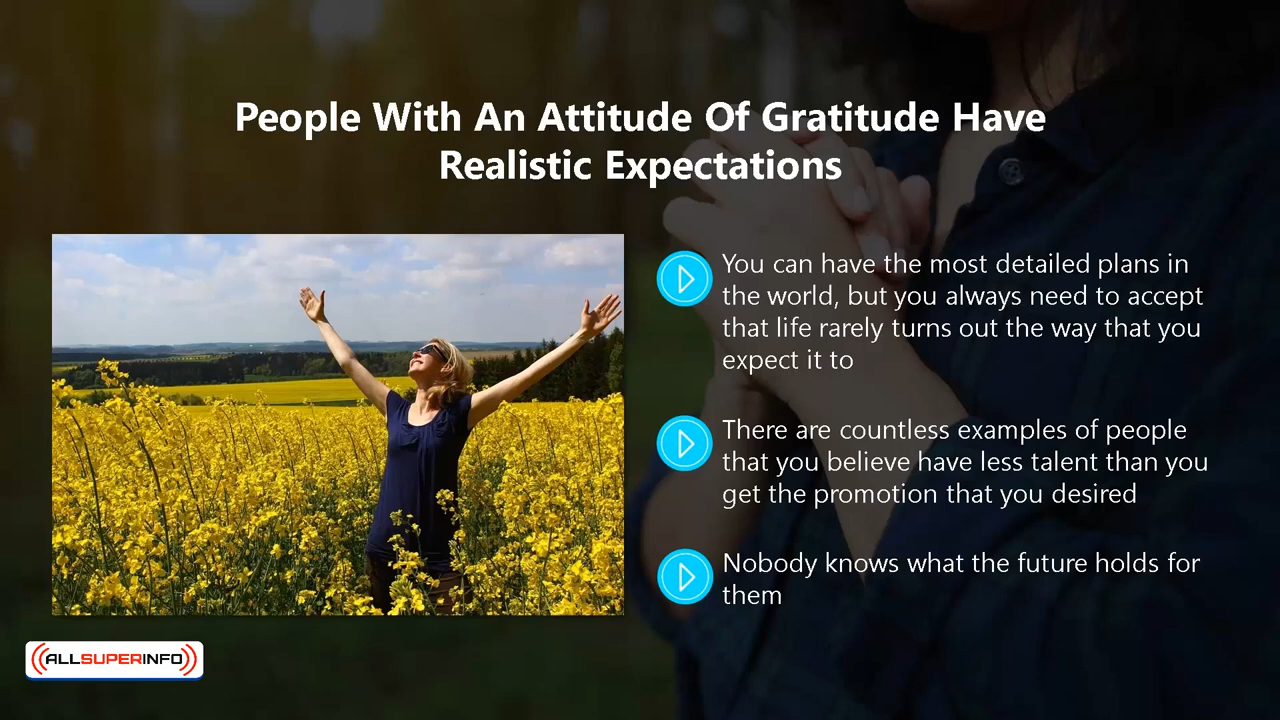 People With An Attitude Of Gratitude Have
Realistic Expectations
You can have the most detailed plans in
the world, but you always need to accept
that life rarely turns out the way that you
expect it to
There are countless examples of people
that you believe have less talent than you
get the promotion that you desired
Nobody knows what the future holds for
them
ALLSUPERINFO